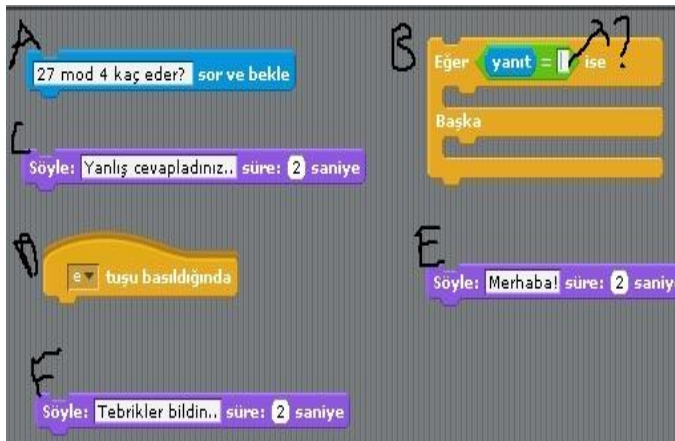 A
27 mod 4 kaç eder? sor ve bekle
B
Eğer yanıt = ? ise
Başka
C
Söyle: Yanlış cevapladınız.. süre: 2 saniye
D
e tuşu basıldığında
E
Söyle: Merhaba! süre: 2 saniy
F
Söyle: Tebrikler bildin.. süre: 2 saniye